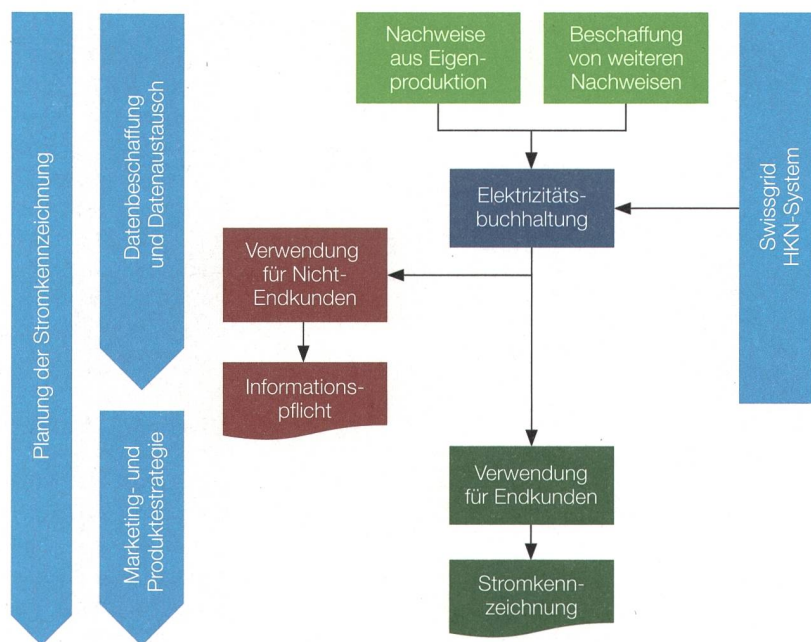 Planung der Stromkennzeichnung
Datenbeschaffung
und Datenaustausch
Marketing- und
Produktestrategie
Nachweise
aus Eigen-
produktion
Beschaffung
von weiteren
Nachweisen
Elektrizitäts-
buchhaltung
Swissgrid
HKN-System
Verwendung
für Nicht-
Endkunden
Informations-
pflicht
Verwendung
für Endkunden
Stromkenn-
zeichnung